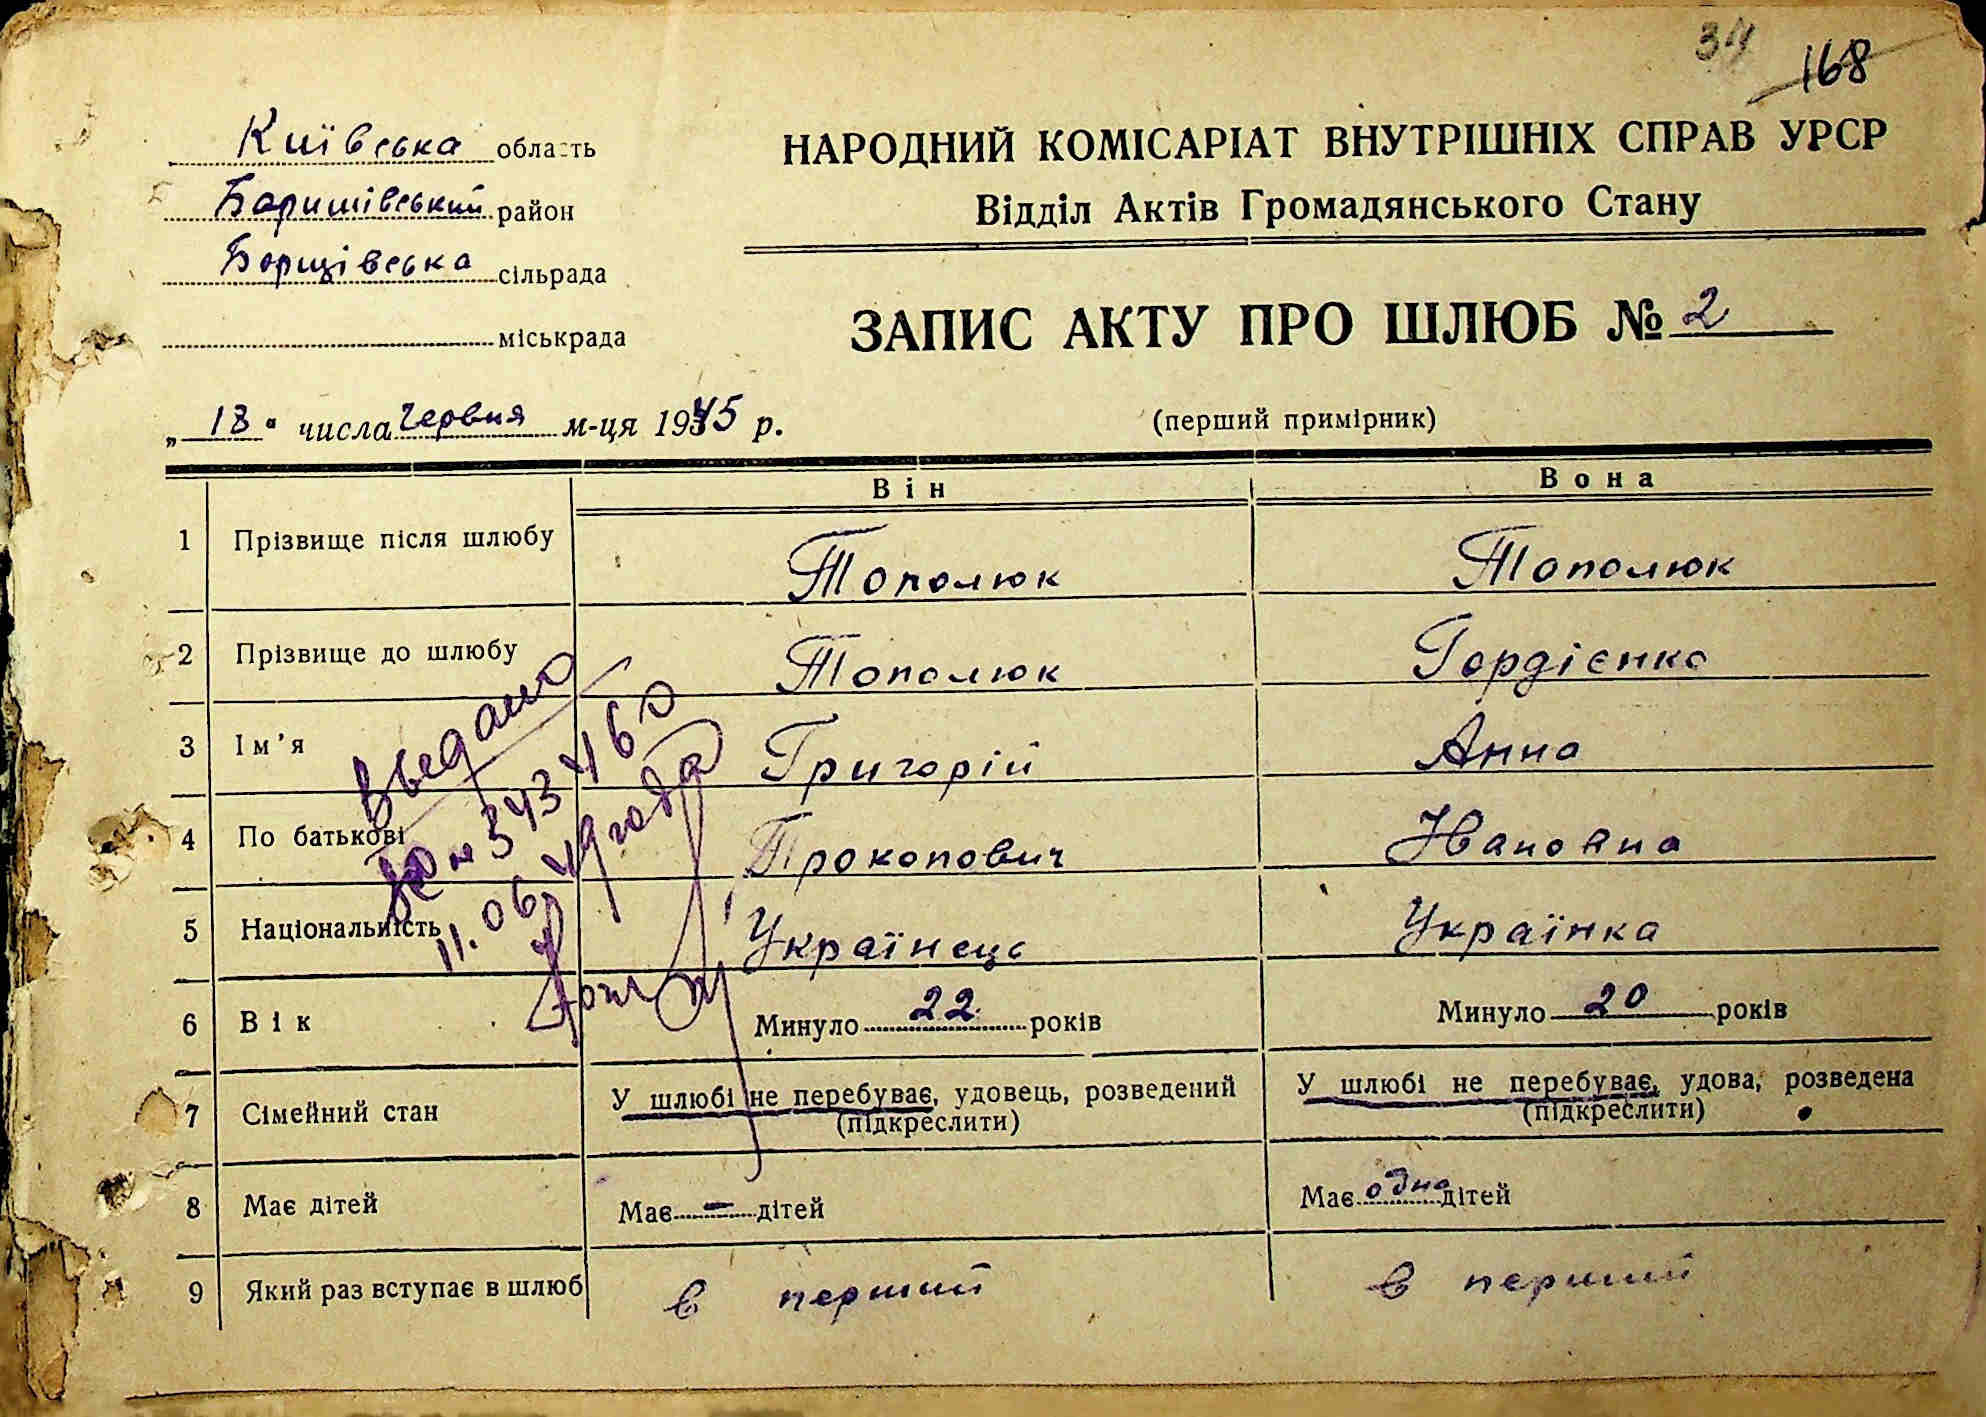 34
168
Київська область
Баришівський район
Борщівська сільрада
міськрада
НАРОДНИЙ КОМІСАРІАТ ВНУТРІШНІХ СПРАВ УРСР
Відділ Актів Громадянського Стану
ЗАПИС АКТУ ПРО ШЛЮБ № 2
„18“ числа Червня м-ця 1945 р.
(перший примірник)
Він Вона
1 Прізвище після шлюбу Тополюк Тополюк
2 Прізвище до шлюбу Тополюк Гордієнко
3 Ім'я Григорій Анна
4 По батькові Прокопович Ивановна
5 Національність Українець Українка
6 Вік Минуло 22 років Минуло 20 років
7 Сімейний стан У шлюбі не перебуває, удовець, розведений У шлюбі не перебуває, удова, розведена
(підкреслити) (підкреслити)
8 Має дітей Має - дітей Має одно дітей
9 Який раз вступає в шлюб в перший в перший
11.06 49 года